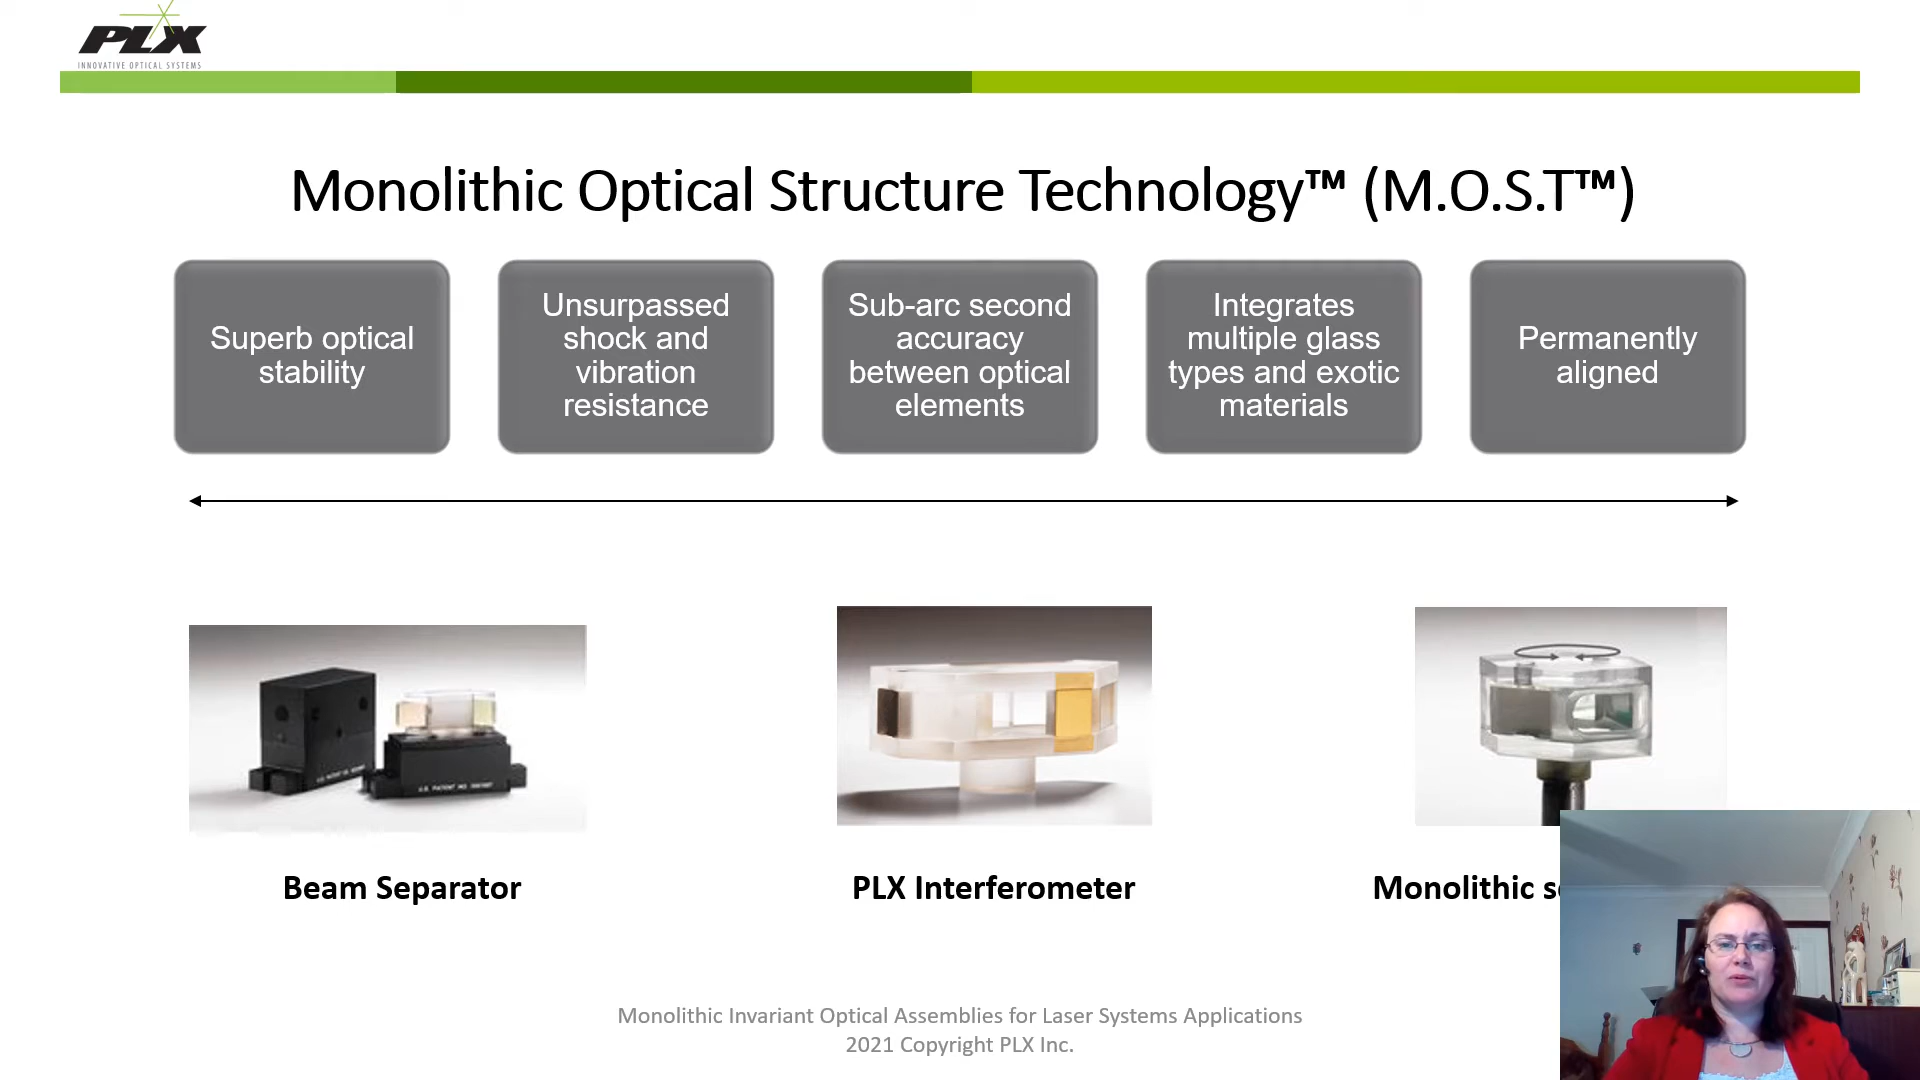 PLX
INNOVATIVE OPTICAL SYSTEMS
Monolithic Optical Structure Technology™ (M.O.S.T™)
Superb optical
stability
Unsurpassed
shock and
vibration
resistance
Sub-arc second
accuracy
between optical
elements
Integrates
multiple glass
types and exotic
materials
Permanently
aligned
Beam Separator
PLX Interferometer
Monolithic
Monolithic Invariant Optical Assemblies for Laser Systems Applications
2021 Copyright PLX Inc.